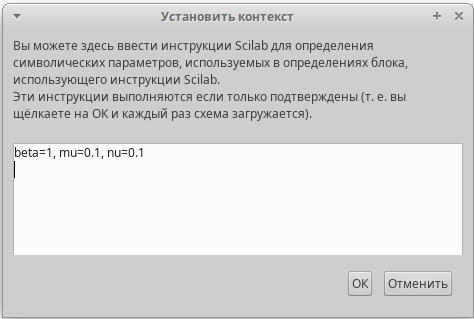 Установить контекст
Вы можете здесь ввести инструкции Scilab для определения
символических параметров, используемых в определениях блока,
использующего инструкции Scilab.
Эти инструкции выполняются если только подтверждены (т. е. вы
щёлкаете на ОК и каждый раз схема загружается).
beta=1, mu=0.1, nu=0.1
ОК
Отменить